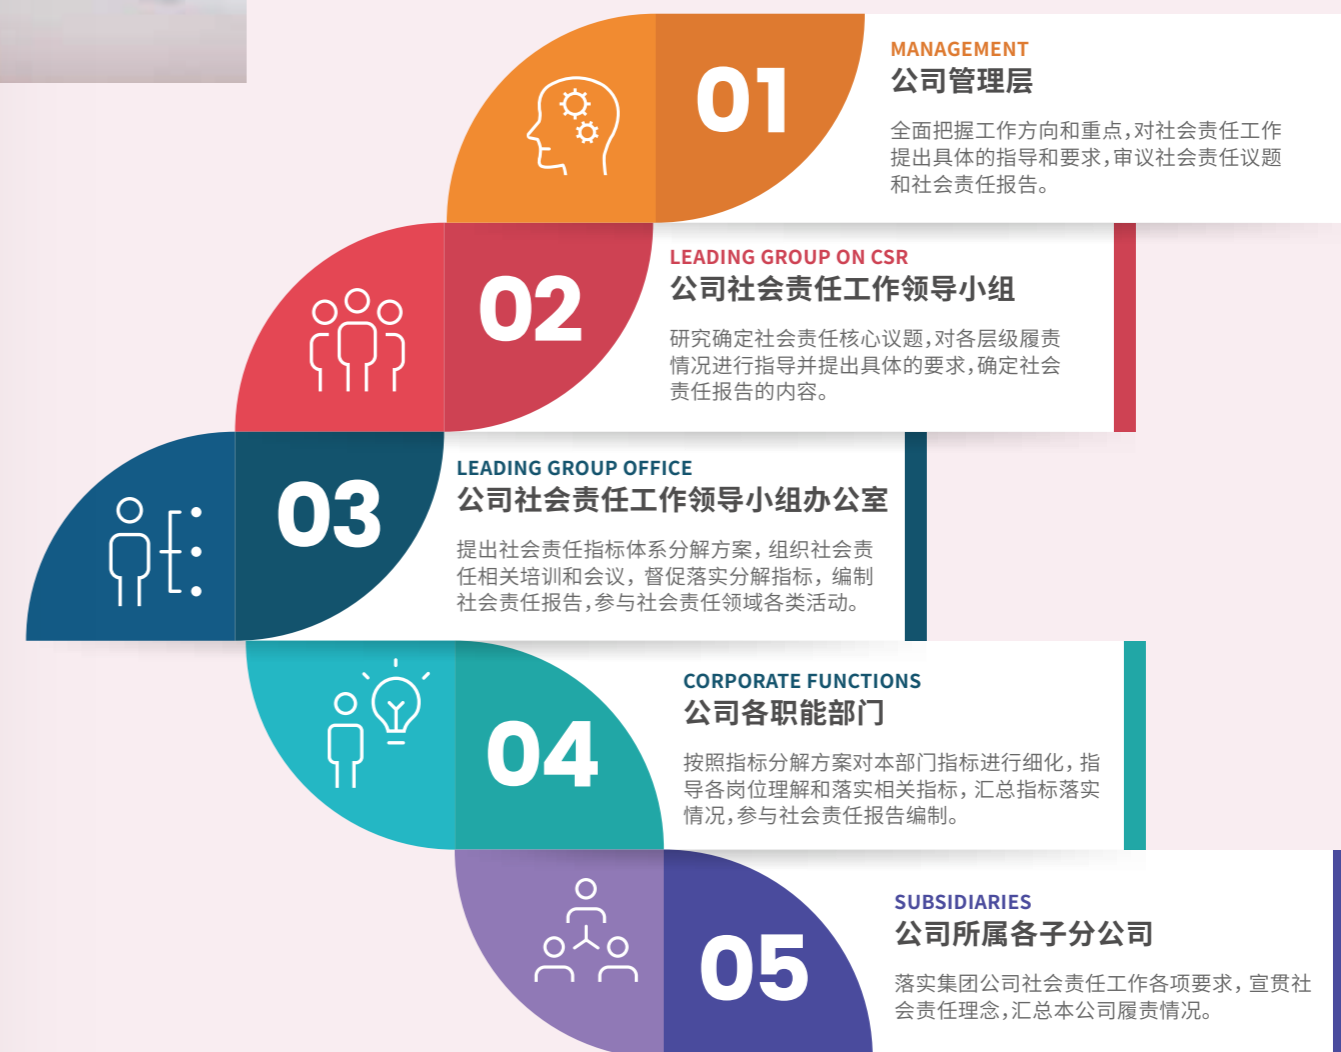 01
MANAGEMENT
公司管理层
全面把握工作方向和重点，对社会责任工作
提出具体的指导和要求，审议社会责任议题
和社会责任报告。
02
LEADING GROUP ON CSR
公司社会责任工作领导小组
研究确定社会责任核心议题，对各层级履责
情况进行指导并提出具体的要求，确定社会
责任报告的内容。
03
LEADING GROUP OFFICE
公司社会责任工作领导小组办公室
提出社会责任指标体系分解方案，组织社会责
任相关培训和会议，督促落实分解指标，编制
社会责任报告，参与社会责任领域各类活动。
04
CORPORATE FUNCTIONS
公司各职能部门
按照指标分解方案对本部门指标进行细化，指
导各岗位理解和落实相关指标，汇总指标落实
情况，参与社会责任报告编制。
05
SUBSIDIARIES
公司所属各子分公司
落实集团公司社会责任工作各项要求，宣贯社
会责任理念，汇总本公司履责情况。